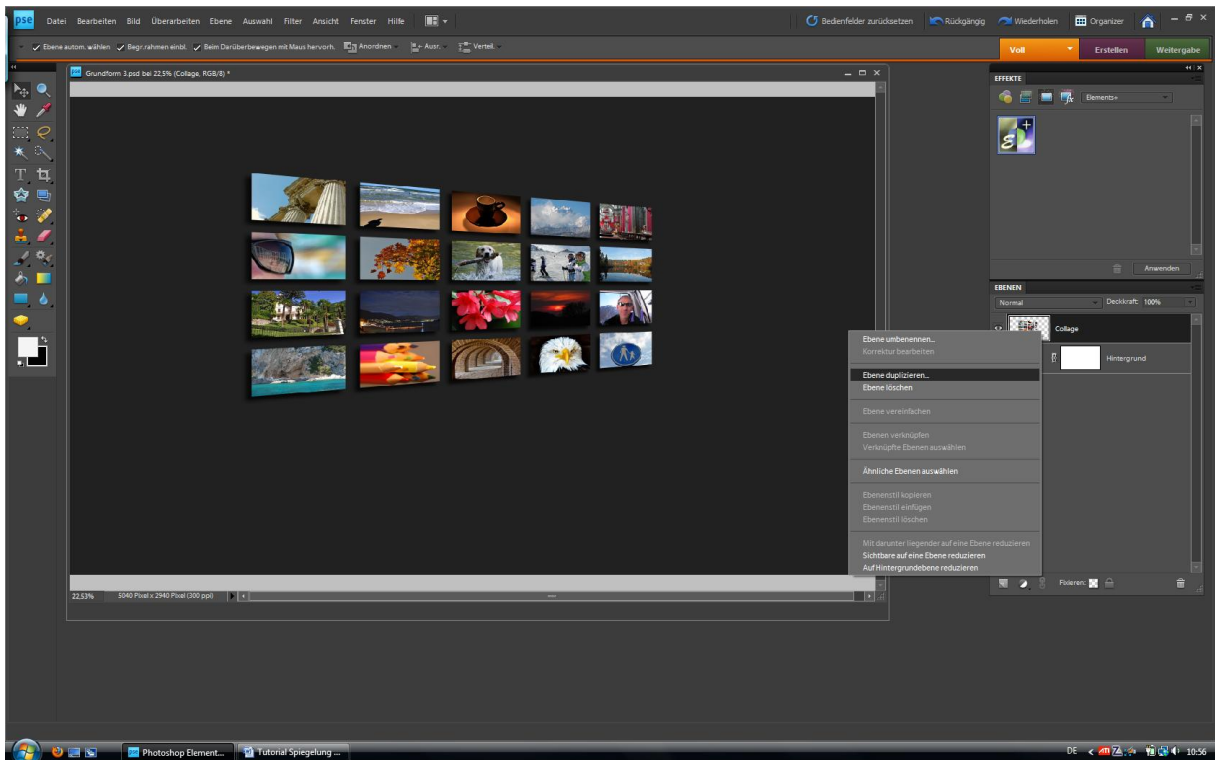 pse Datei Bearbeiten Bild Überarbeiten Ebene Auswahl Filter Ansicht Fenster Hilfe Bedienfelder zurücksetzen Rückgängig Wiederholen Organizer
Ebene autom. wählen Begr.rahmen einbl. Beim Darüberbewegen mit Maus hervorh. Anordnen Ausr. Verteil. Voll Erstellen Weitergabe
Grundform 3.psd bei 22,5% (Collage, RGB/8) *
EFFEKTE
Elements+
Anwenden
EBENEN
Normal Deckkraft: 100%
Collage
Hintergrund
Ebene umbenennen...
Korrektur bearbeiten
Ebene duplizieren...
Ebene löschen
Ebene vereinfachen
Ebenen verknüpfen
Verknüpfte Ebenen auswählen
Ähnliche Ebenen auswählen
Ebenenstil kopieren
Ebenenstil einfügen
Ebenenstil löschen
Mit darunter liegender auf eine Ebene reduzieren
Sichtbare auf eine Ebene reduzieren
Auf Hintergrundebene reduzieren
Fixieren:
22,53% 5040 Pixel x 2940 Pixel (300 ppi)
Photoshop Element... Tutorial Spiegelung ... DE 10:56